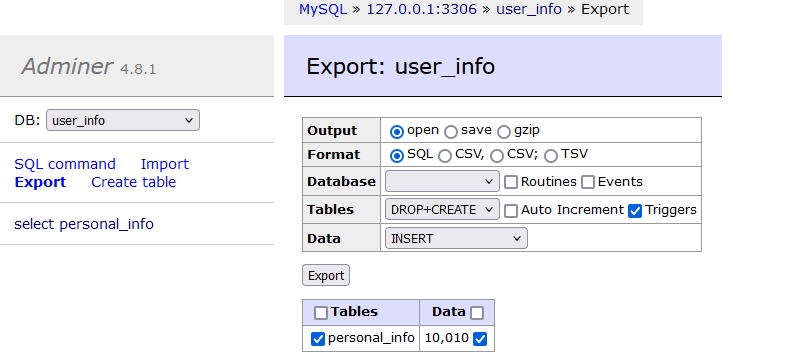 MySQL » 127.0.0.1:3306 » user_info » Export
Adminer 4.8.1
Export: user_info
DB: user_info
SQL command Import
Export Create table
select personal_info
Output open save gzip
Format SQL CSV, CSV; TSV
Database Routines Events
Tables DROP+CREATE Auto Increment Triggers
Data INSERT
Export
Tables Data
personal_info 10,010